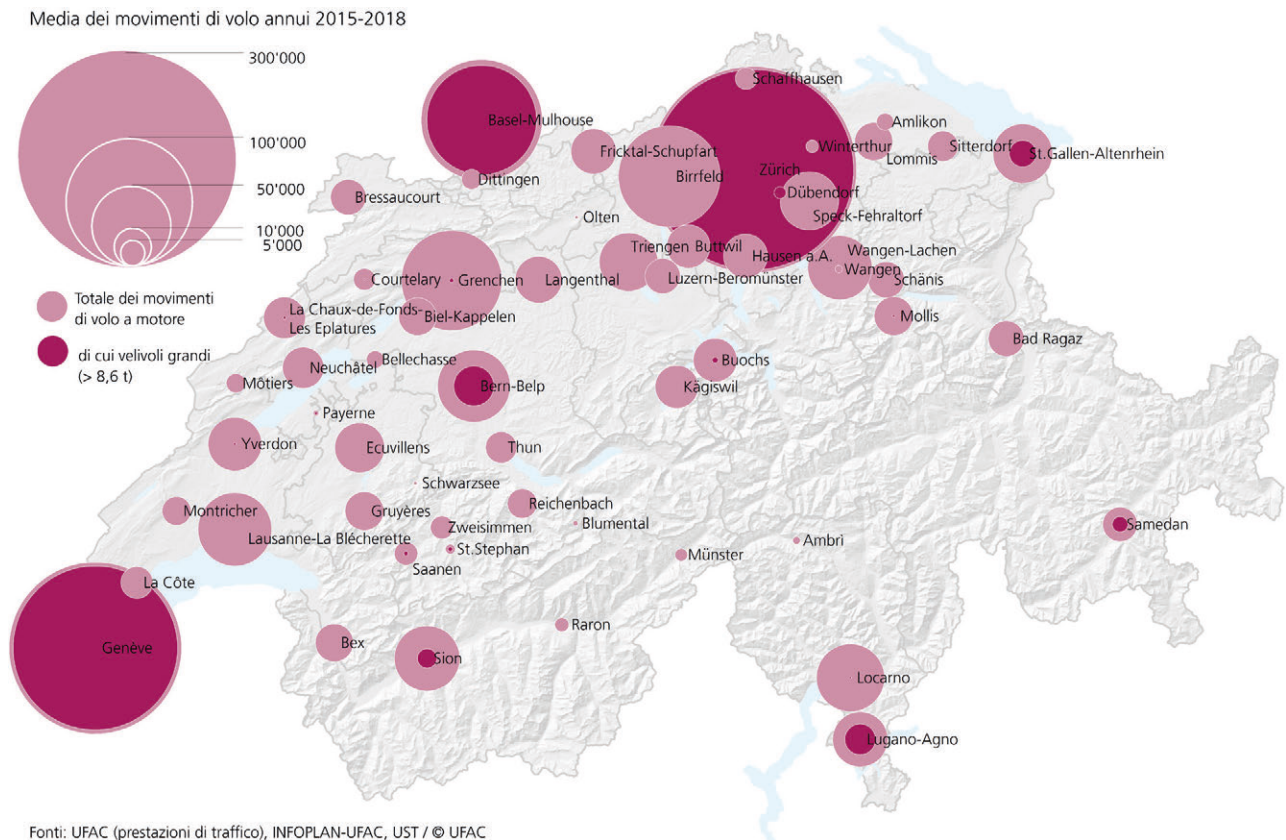 Media dei movimenti di volo annui 2015-2018
300'000
100'000
50'000
10'000
5'000
Totale dei movimenti
di volo a motore
di cui velivoli grandi
(> 8,6 t)
Schaffhausen
Basel-Mulhouse
Amlikon
Winterthur
Sitterdorf
Fricktal-Schupfart
Lommis
St.Gallen-Altenrhein
Zürich
Birrfeld
Dittingen
Dübendorf
Bressaucourt
Speck-Fehraltorf
Olten
Triengen
Buttwil
Wangen-Lachen
Hausen a.A.
Wangen
Courtelary
Grenchen
Langenthal
Luzern-Beromünster
Schänis
La Chaux-de-Fonds-
Les Eplatures
Biel-Kappelen
Mollis
Bad Ragaz
Bellechasse
Buochs
Neuchâtel
Môtiers
Bern-Belp
Kägiswil
Payerne
Yverdon
Ecuvillens
Thun
Schwarzsee
Montricher
Gruyères
Reichenbach
Blumental
Zweisimmen
Samedan
Lausanne-La Blécherette
Ambrì
St.Stephan
Münster
Saanen
La Côte
Raron
Bex
Genève
Sion
Locarno
Lugano-Agno
Fonti: UFAC (prestazioni di traffico), INFOPLAN-UFAC, UST / © UFAC